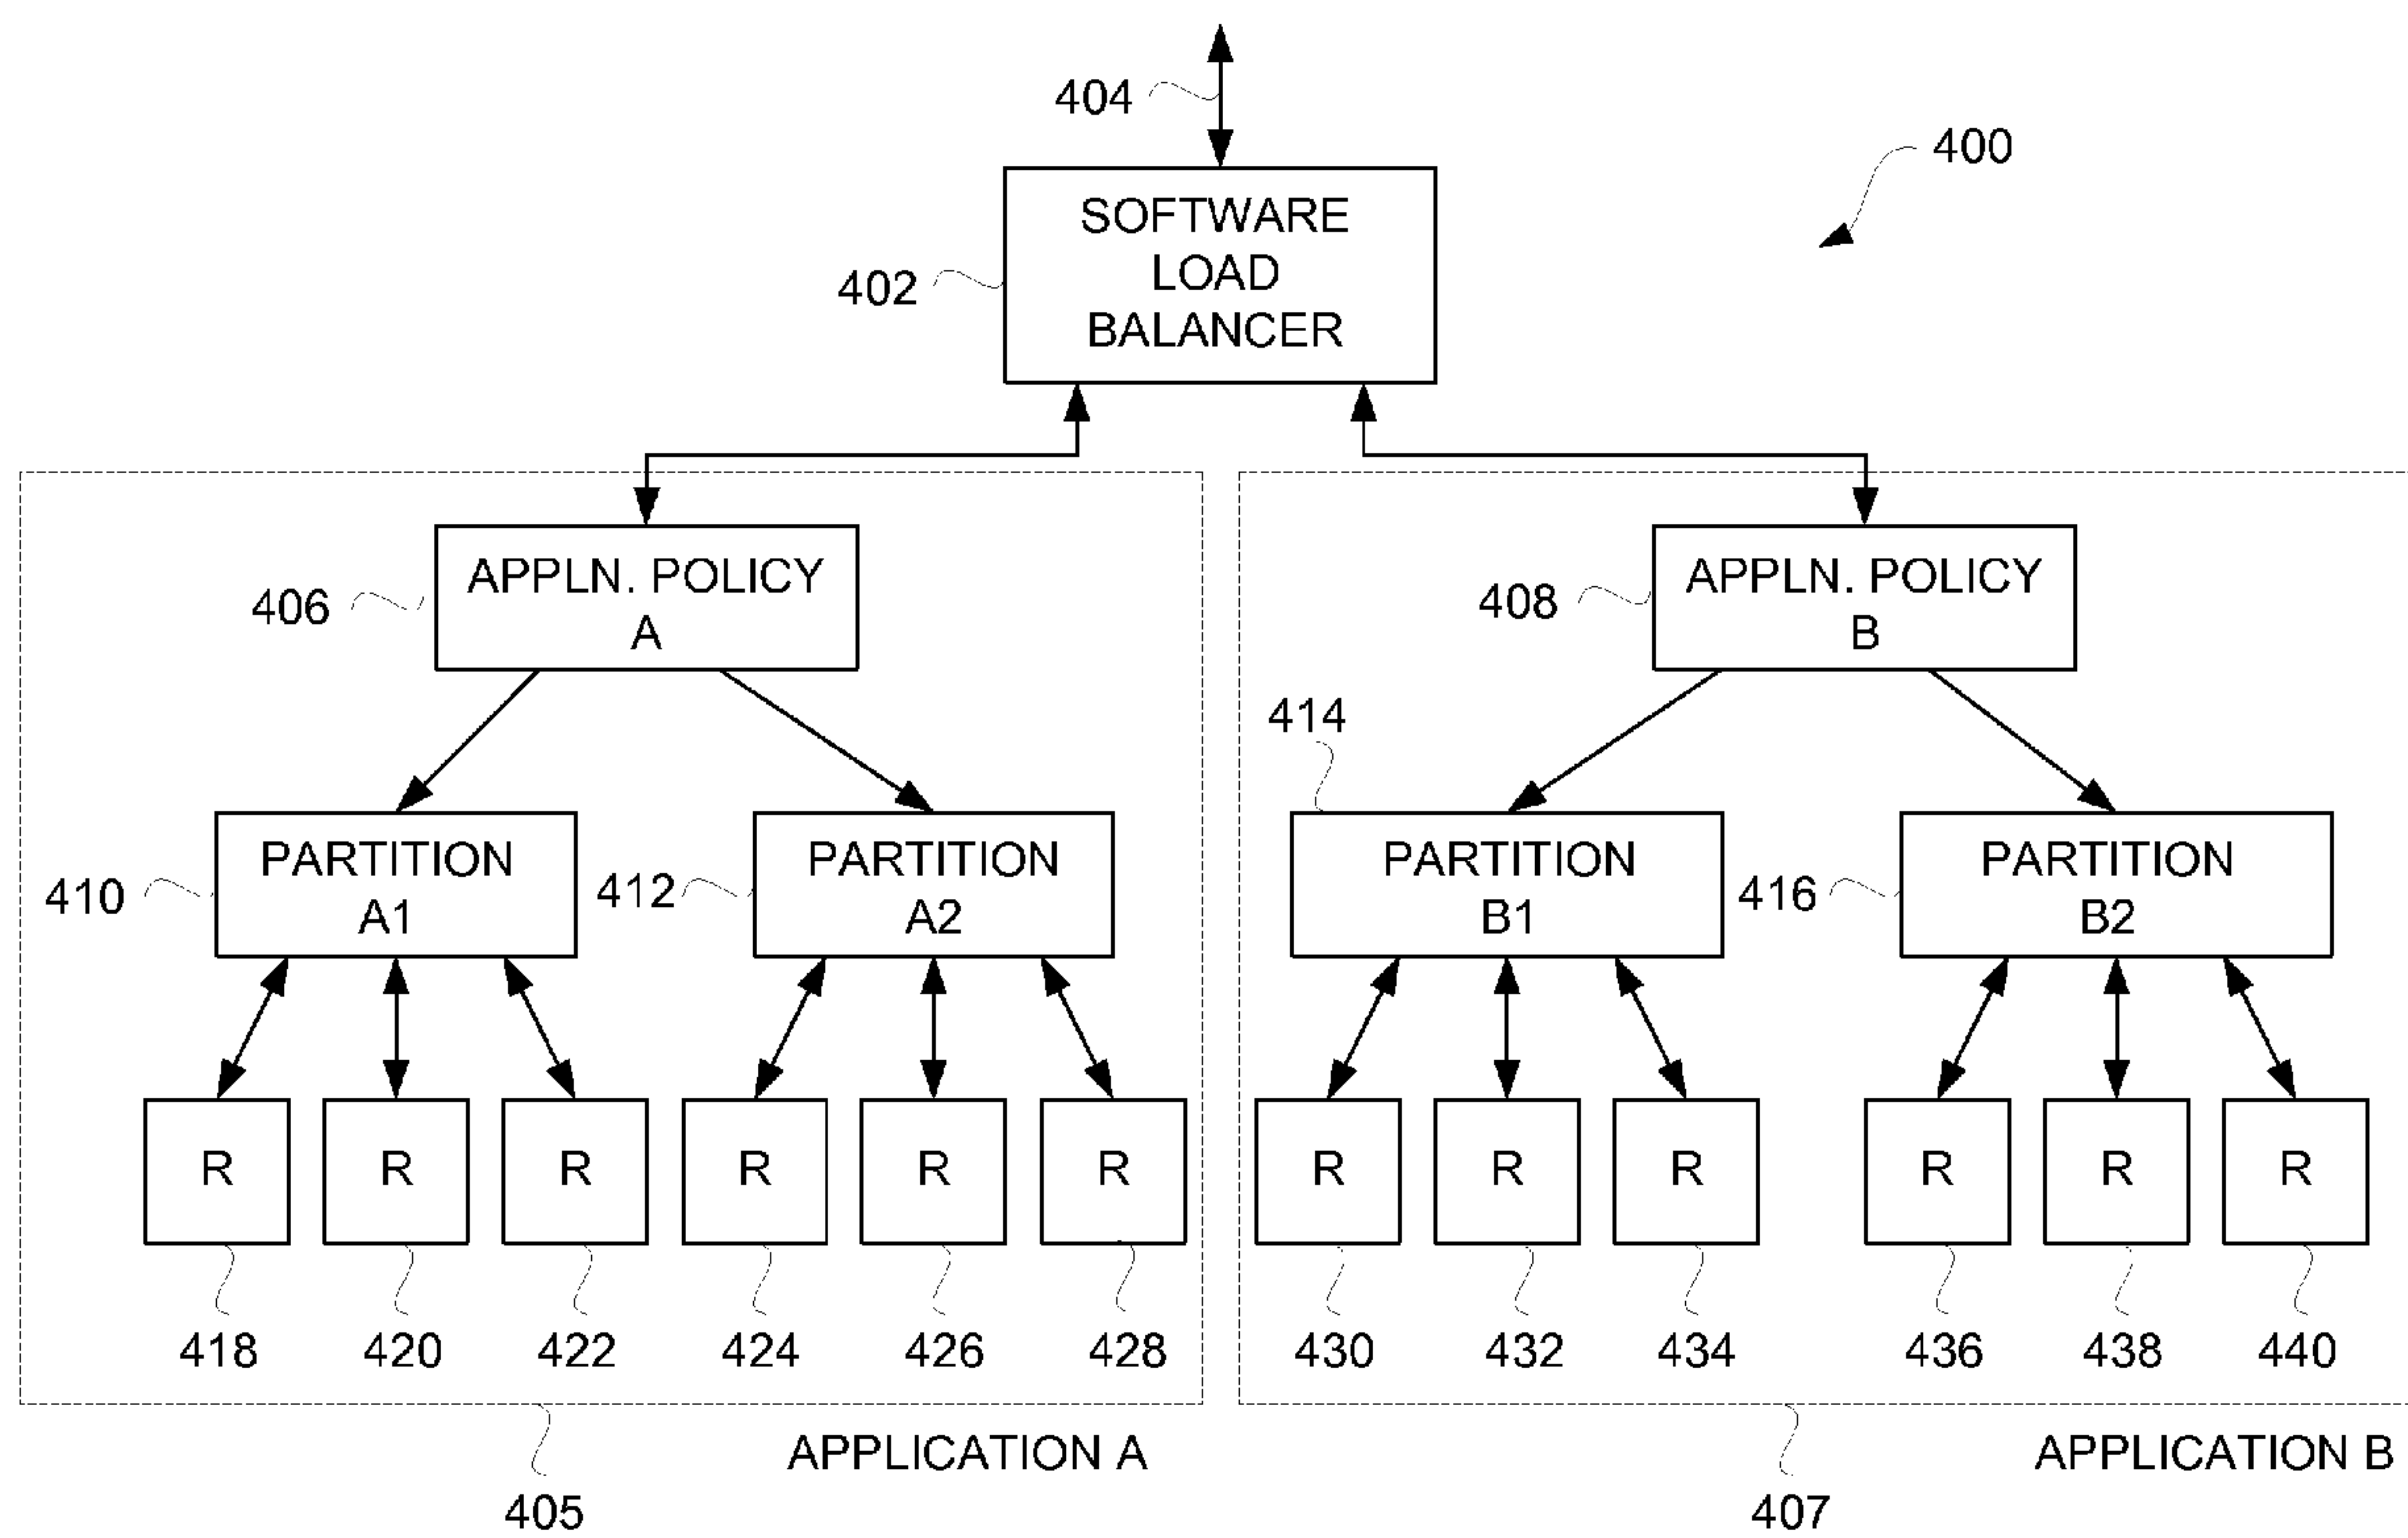 404
400
SOFTWARE
LOAD
BALANCER
402
APPLN. POLICY
A
406
APPLN. POLICY
B
408
414
PARTITION
A1
410
PARTITION
A2
412
PARTITION
B1
PARTITION
B2
416
R
R
R
R
R
R
R
R
R
R
R
R
418
420
422
424
426
428
430
432
434
436
438
440
APPLICATION A
APPLICATION B
405
407